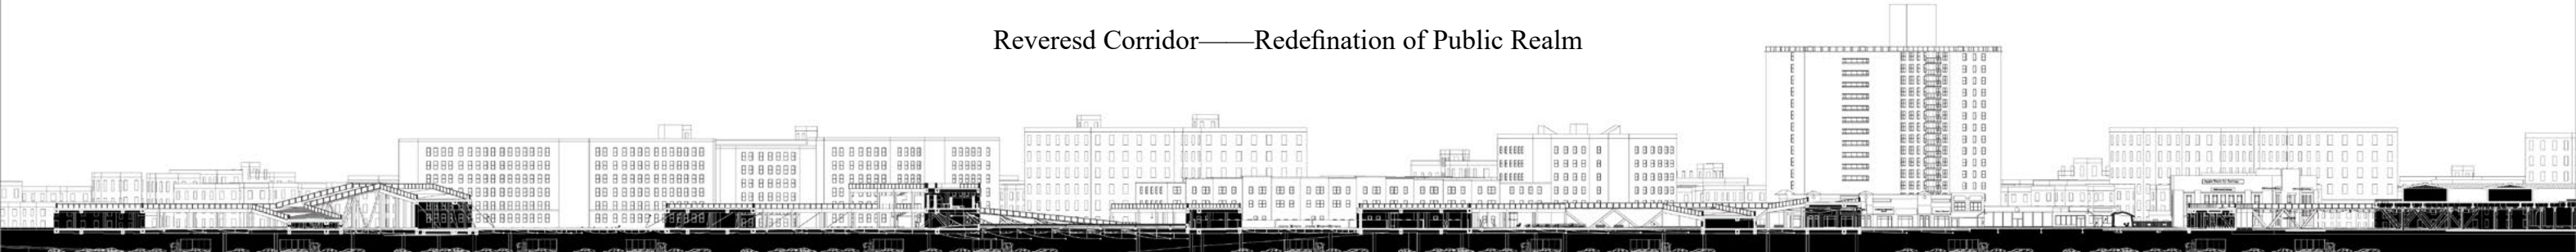 Reveresd Corridor——Redefination of Public Realm